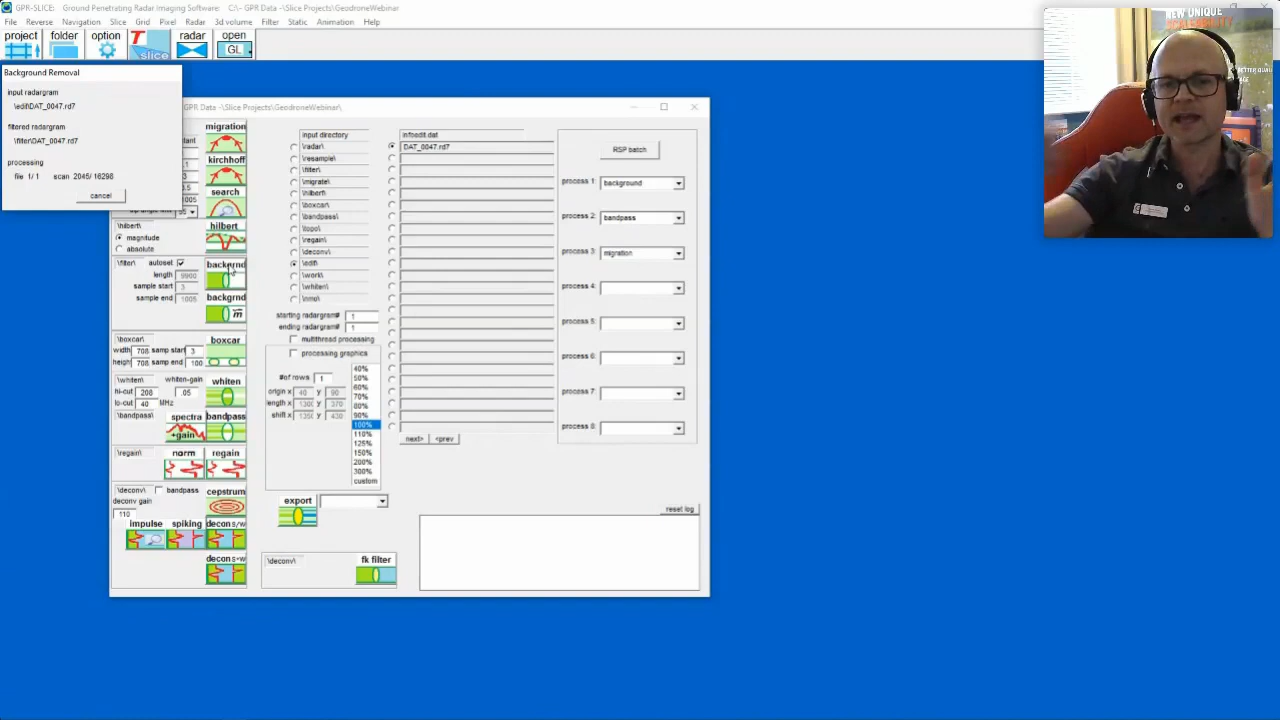 GPR-SLICE: Ground Penetrating Radar Imaging Software: C:\- GPR Data -\Slice Projects\GeodroneWebinar\
File Reverse Navigation Slice Grid Pixel Radar 3d volume Filter Static Animation Help
project folder option T slice radar open GL
NEW UNIQUE
SCALABILITY
Background Removal
input radargram
\edit\DAT_0047.rd7
filtered radargram
\filter\DAT_0047.rd7
processing
file 1/ 1 scan 2045/ 16298
cancel
GPR Data -\Slice Projects\GeodroneWebinar\
migration
kirchhoff
search
1005
\hilbert\
hilbert
magnitude
absolute
\filter\ autoset
backgrnd
length 9900
sample start 3
sample end 1005
backgrnd
m
\boxcar\
boxcar
width 708 samp start 3
heigh 708 samp end 100
\whiten\ whiten-gain
whiten
hi-cut 208 .05
lo-cut 40 MHz
\bandpass\ spectra bandpass
+gain
\regain\ norm regain
\deconv\ bandpass cepstrum
deconv gain
110
impulse spiking decon s/w
decon s-w
input directory
\radar\
\resample\
\filter\
\migrate\
\hilbert\
\boxcar\
\bandpass\
\topo\
\regain\
\deconv\
\edit\
\work\
\whiten\
\nmo\
starting radargram# 1
ending radargram# 1
multithread processing
processing graphics
#of rows 1
origin x 40 y 90
length x 1300 y 370
shift x 1350 y 430
40%
50%
60%
70%
80%
90%
100%
110%
125%
150%
200%
300%
custom
export
\deconv\ fk filter
infoedit.dat
DAT_0047.rd7
next> <prev
RSP batch
process 1: background
process 2: bandpass
process 3: migration
process 4:
process 5:
process 6:
process 7:
process 8:
reset log